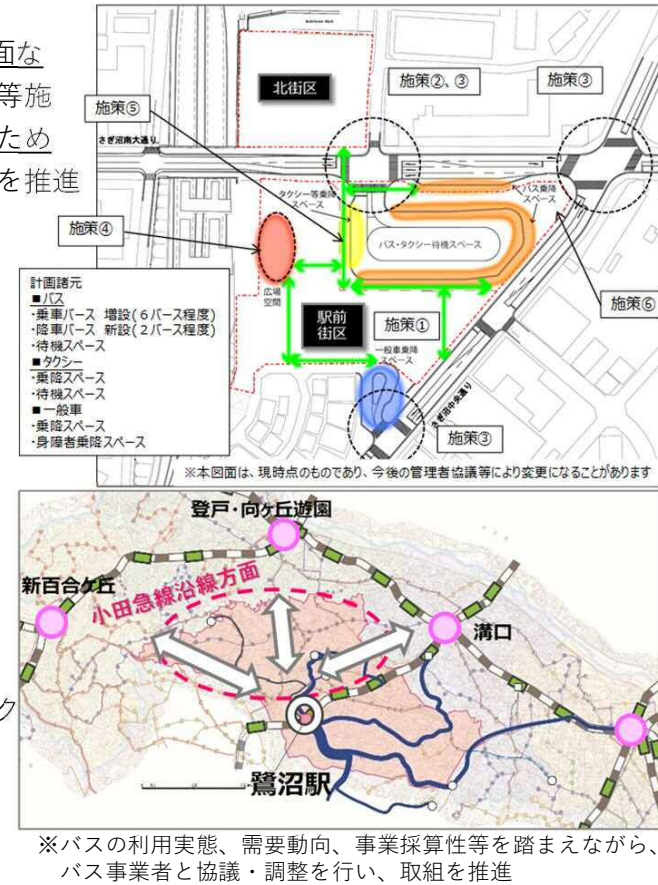 面な
等施
ため
を推進
ク
北街区
施策②、③
施策③
施策⑤
さぎ沼南大通り
タクシー等乗降
スペース
バス乗降
スペース
バス・タクシー待機スペース
施策④
広場
空間
駅前
街区
施策①
施策⑥
一般車乗降
スペース
さぎ沼中央通り
施策③
計画諸元
■バス
・乗車バース 増設(6バース程度)
・降車バース 新設(2バース程度)
・待機スペース
■タクシー
・乗降スペース
・待機スペース
■一般車
・乗降スペース
・身障者乗降スペース
※本図面は、現時点のものであり、今後の管理者協議等により変更になることがあります
登戸・向ヶ丘遊園
新百合ケ丘
小田急線沿線方面
溝口
鷺沼駅
※バスの利用実態、需要動向、事業採算性等を踏まえながら、
バス事業者と協議・調整を行い、取組を推進